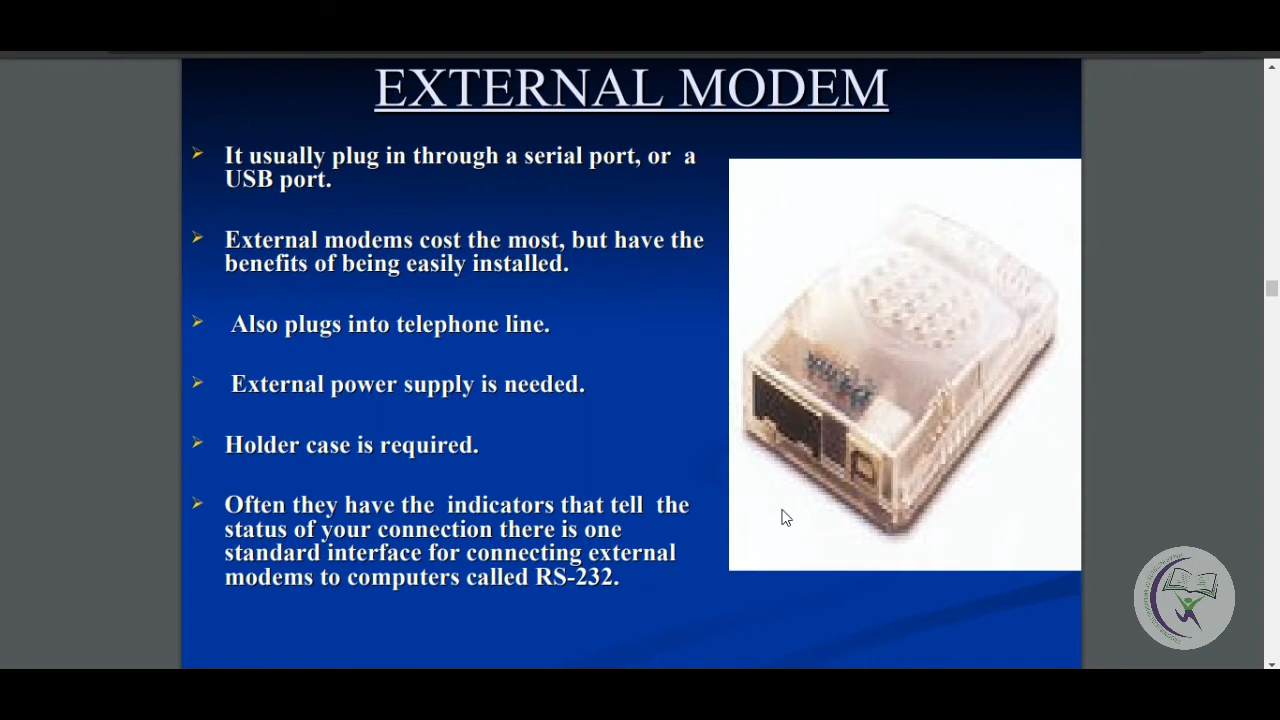 EXTERNAL MODEM
It usually plug in through a serial port, or a
USB port.
External modems cost the most, but have the
benefits of being easily installed.
Also plugs into telephone line.
External power supply is needed.
Holder case is required.
Often they have the indicators that tell the
status of your connection there is one
standard interface for connecting external
modems to computers called RS-232.